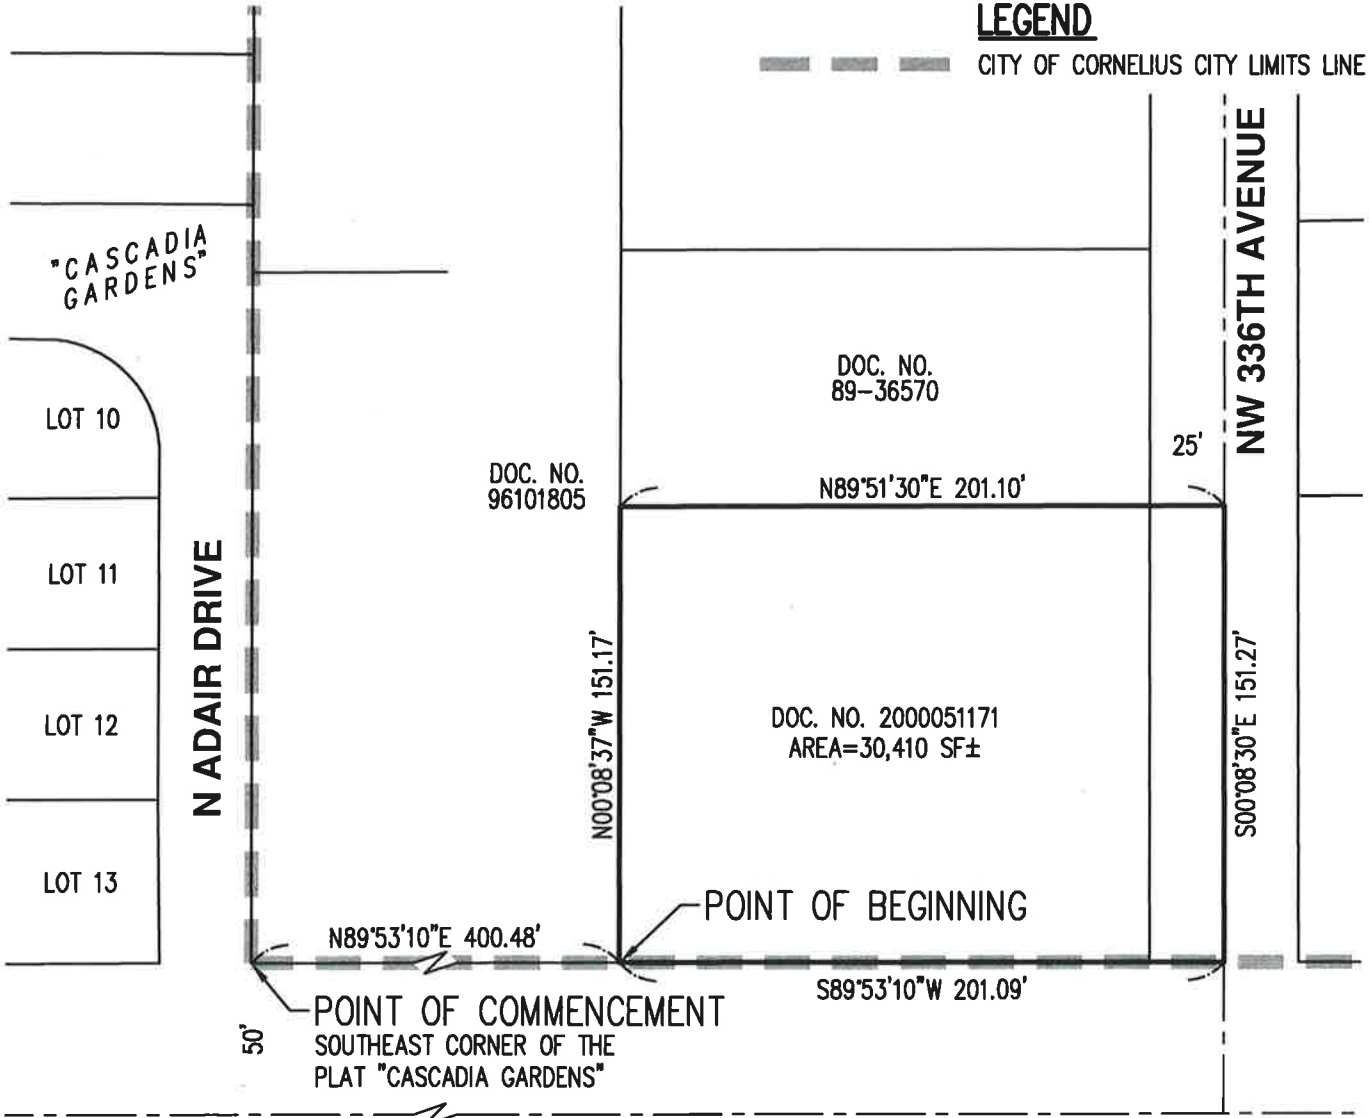 LEGEND
CITY OF CORNELIUS CITY LIMITS LINE
NW 336TH AVENUE
"CASCADIA
GARDENS"
DOC. NO.
89-36570
LOT 10
25'
DOC. NO.
96101805
N89°51'30"E 201.10'
LOT 11
N ADAIR DRIVE
N00°08'37"W 151.17'
S00°08'30"E 151.27'
LOT 12
DOC. NO. 2000051171
AREA=30,410 SF±
LOT 13
POINT OF BEGINNING
N89°53'10"E 400.48'
S89°53'10"W 201.09'
POINT OF COMMENCEMENT
50'
SOUTHEAST CORNER OF THE
PLAT "CASCADIA GARDENS"